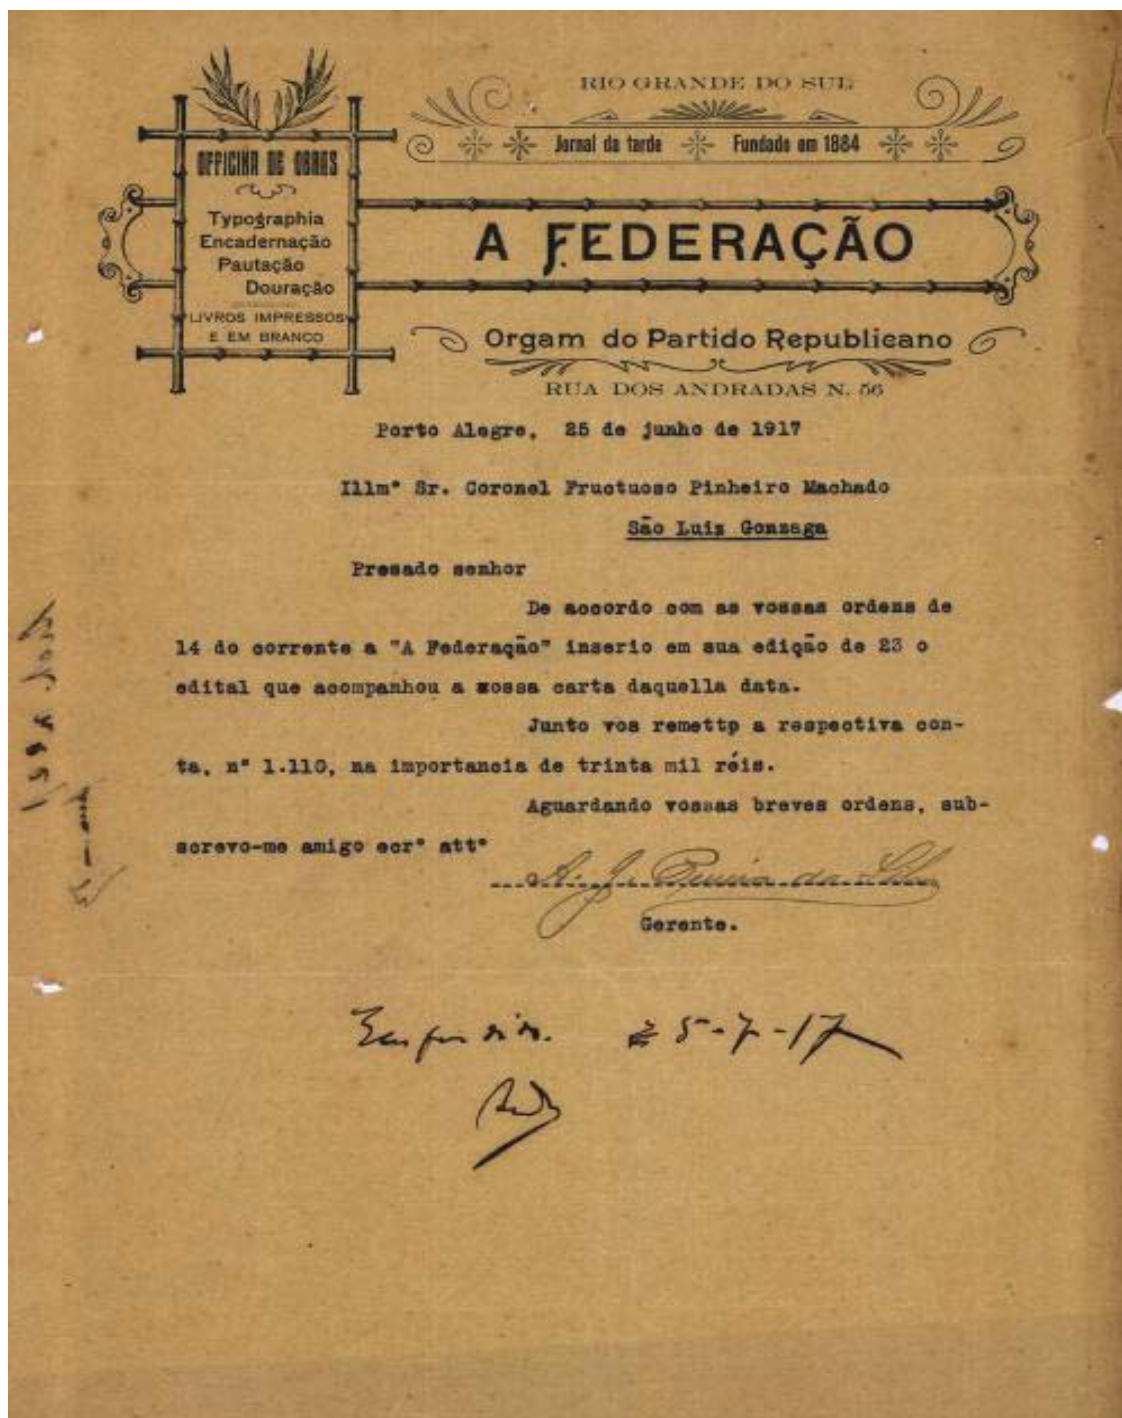 RIO GRANDE DO SUL
Jornal da tarde Fundado em 1884
OFFICINA DE OBRAS
Typographia
Encadernação
Pautação
Douração
LIVROS IMPRESSOS
E EM BRANCO
A FEDERAÇÃO
Orgam do Partido Republicano
RUA DOS ANDRADAS N. 56
Porto Alegre, 25 de junho de 1917
Illmº Sr. Coronel Fructuoso Pinheiro Machado
São Luiz Gonzaga
Presado senhor
De accordo com as vossas ordens de
14 do corrente a "A Federação" inserio em sua edição de 23 o
edital que acompanhou a vossa carta daquella data.
Junto vos remettp a respectiva con-
ta, nº 1.110, na importancia de trinta mil réis.
Aguardando vossas breves ordens, sub-
screvo-me amigo ecrº attº
A. J. Pereira da Silva
Gerente.
25-7-17